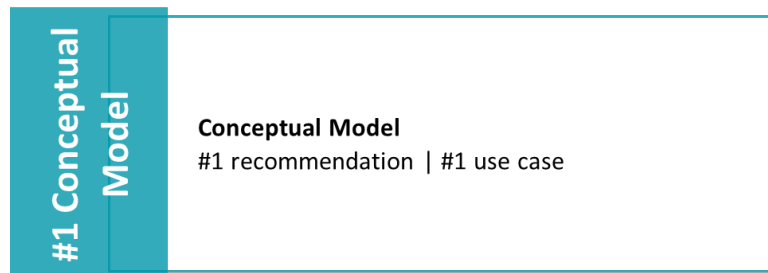 #1 Conceptual
Model
Conceptual Model
#1 recommendation | #1 use case